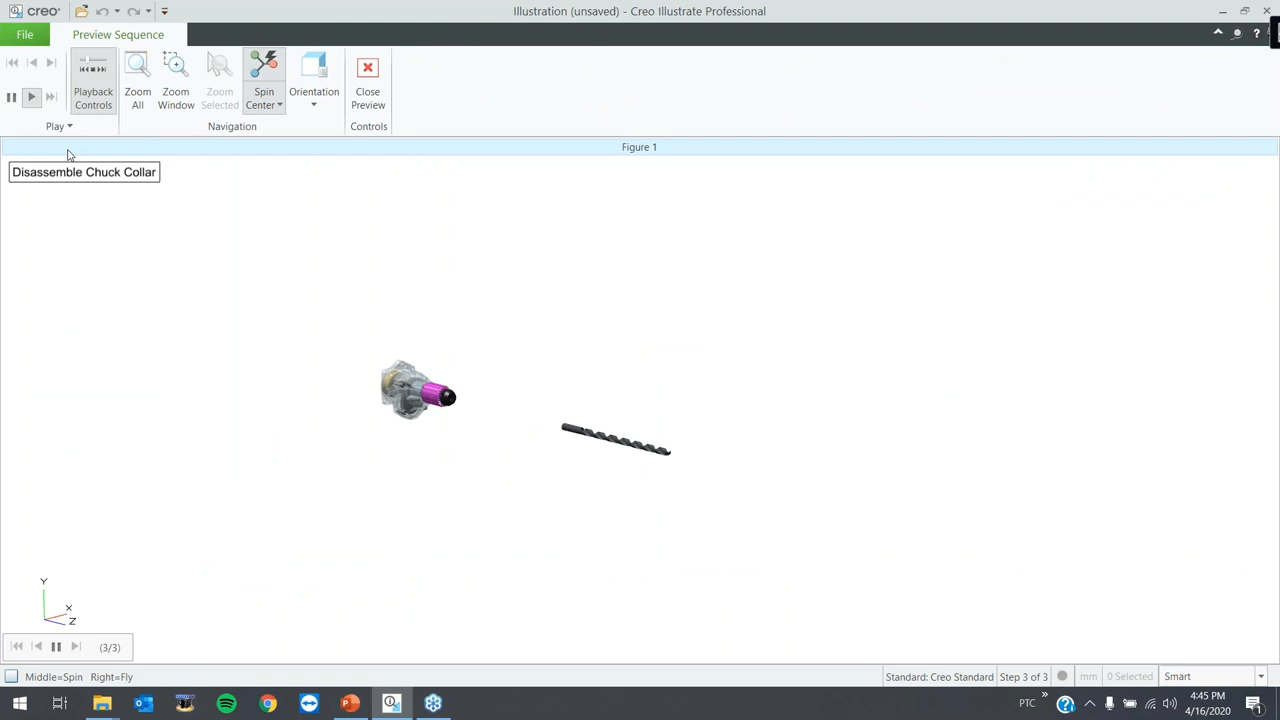 creo
Illustration (unsaved) - Creo Illustrate Professional
File
Preview Sequence
?
Playback Controls
Zoom All
Zoom Window
Zoom Selected
Spin Center
Orientation
Close Preview
Play
Navigation
Controls
Figure 1
Disassemble Chuck Collar
Y
X
Z
(3/3)
Middle=Spin Right=Fly
Standard: Creo Standard
Step 3 of 3
mm
0 Selected
Smart
PTC
4:45 PM
4/16/2020
1